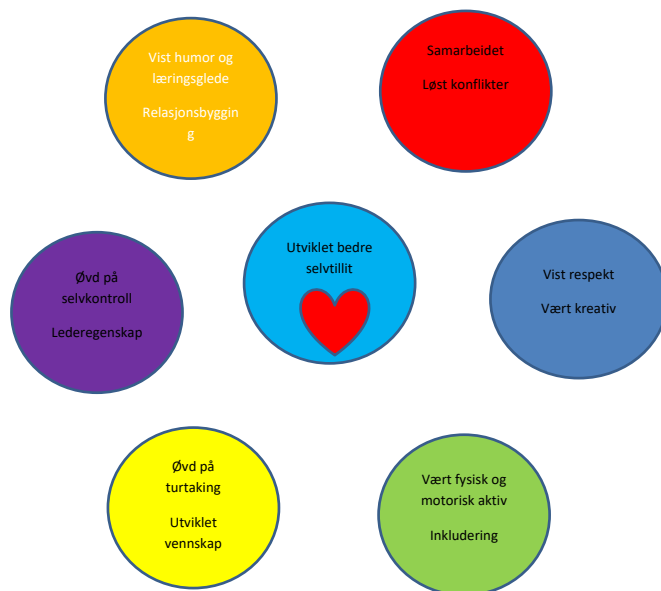 Vist humor og
læringsglede
Relasjonsbyggin
g
Samarbeidet
Løst konflikter
Utviklet bedre
selvtillit
Øvd på
selvkontroll
Lederegenskap
Vist respekt
Vært kreativ
Øvd på
turtaking
Utviklet
vennskap
Vært fysisk og
motorisk aktiv
Inkludering